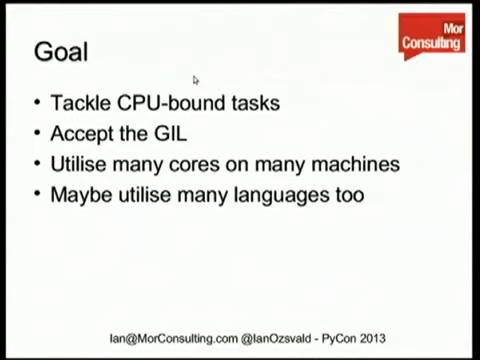 Mor
Consulting
Goal
• Tackle CPU-bound tasks
• Accept the GIL
• Utilise many cores on many machines
• Maybe utilise many languages too
Ian@MorConsulting.com @IanOzsvald - PyCon 2013